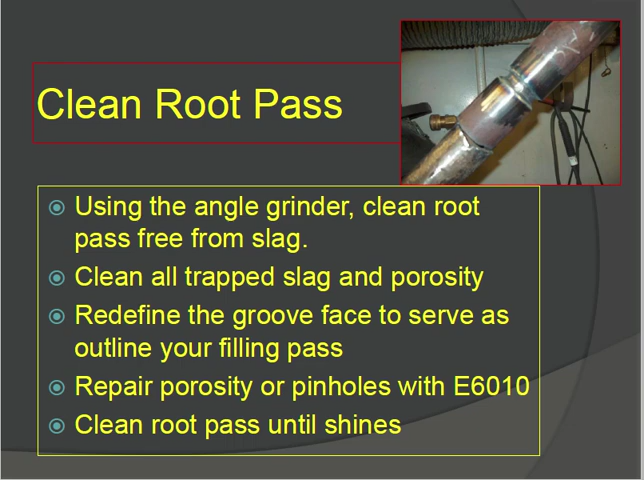 Clean Root Pass
Using the angle grinder, clean root
pass free from slag.
Clean all trapped slag and porosity
Redefine the groove face to serve as
outline your filling pass
Repair porosity or pinholes with E6010
Clean root pass until shines